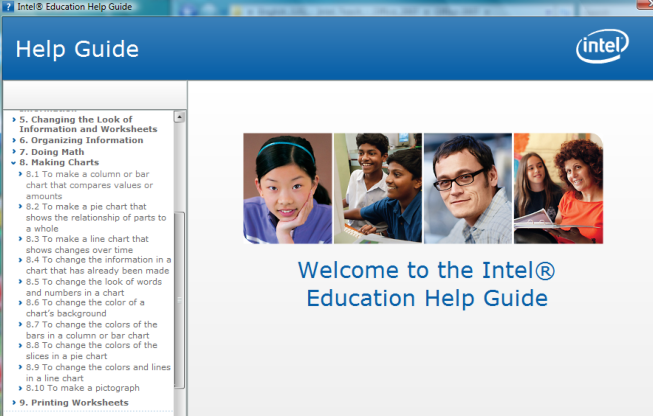 Intel® Education Help Guide
Help Guide
intel
5. Changing the Look of
Information and Worksheets
6. Organizing Information
7. Doing Math
8. Making Charts
8.1 To make a column or bar
chart that compares values or
amounts
8.2 To make a pie chart that
shows the relationship of parts to
a whole
8.3 To make a line chart that
shows changes over time
8.4 To change the information in a
chart that has already been made
8.5 To change the look of words
and numbers in a chart
8.6 To change the color of a
chart's background
8.7 To change the colors of the
bars in a column or bar chart
8.8 To change the colors of the
slices in a pie chart
8.9 To change the colors and lines
in a line chart
8.10 To make a pictograph
9. Printing Worksheets
Welcome to the Intel®
Education Help Guide